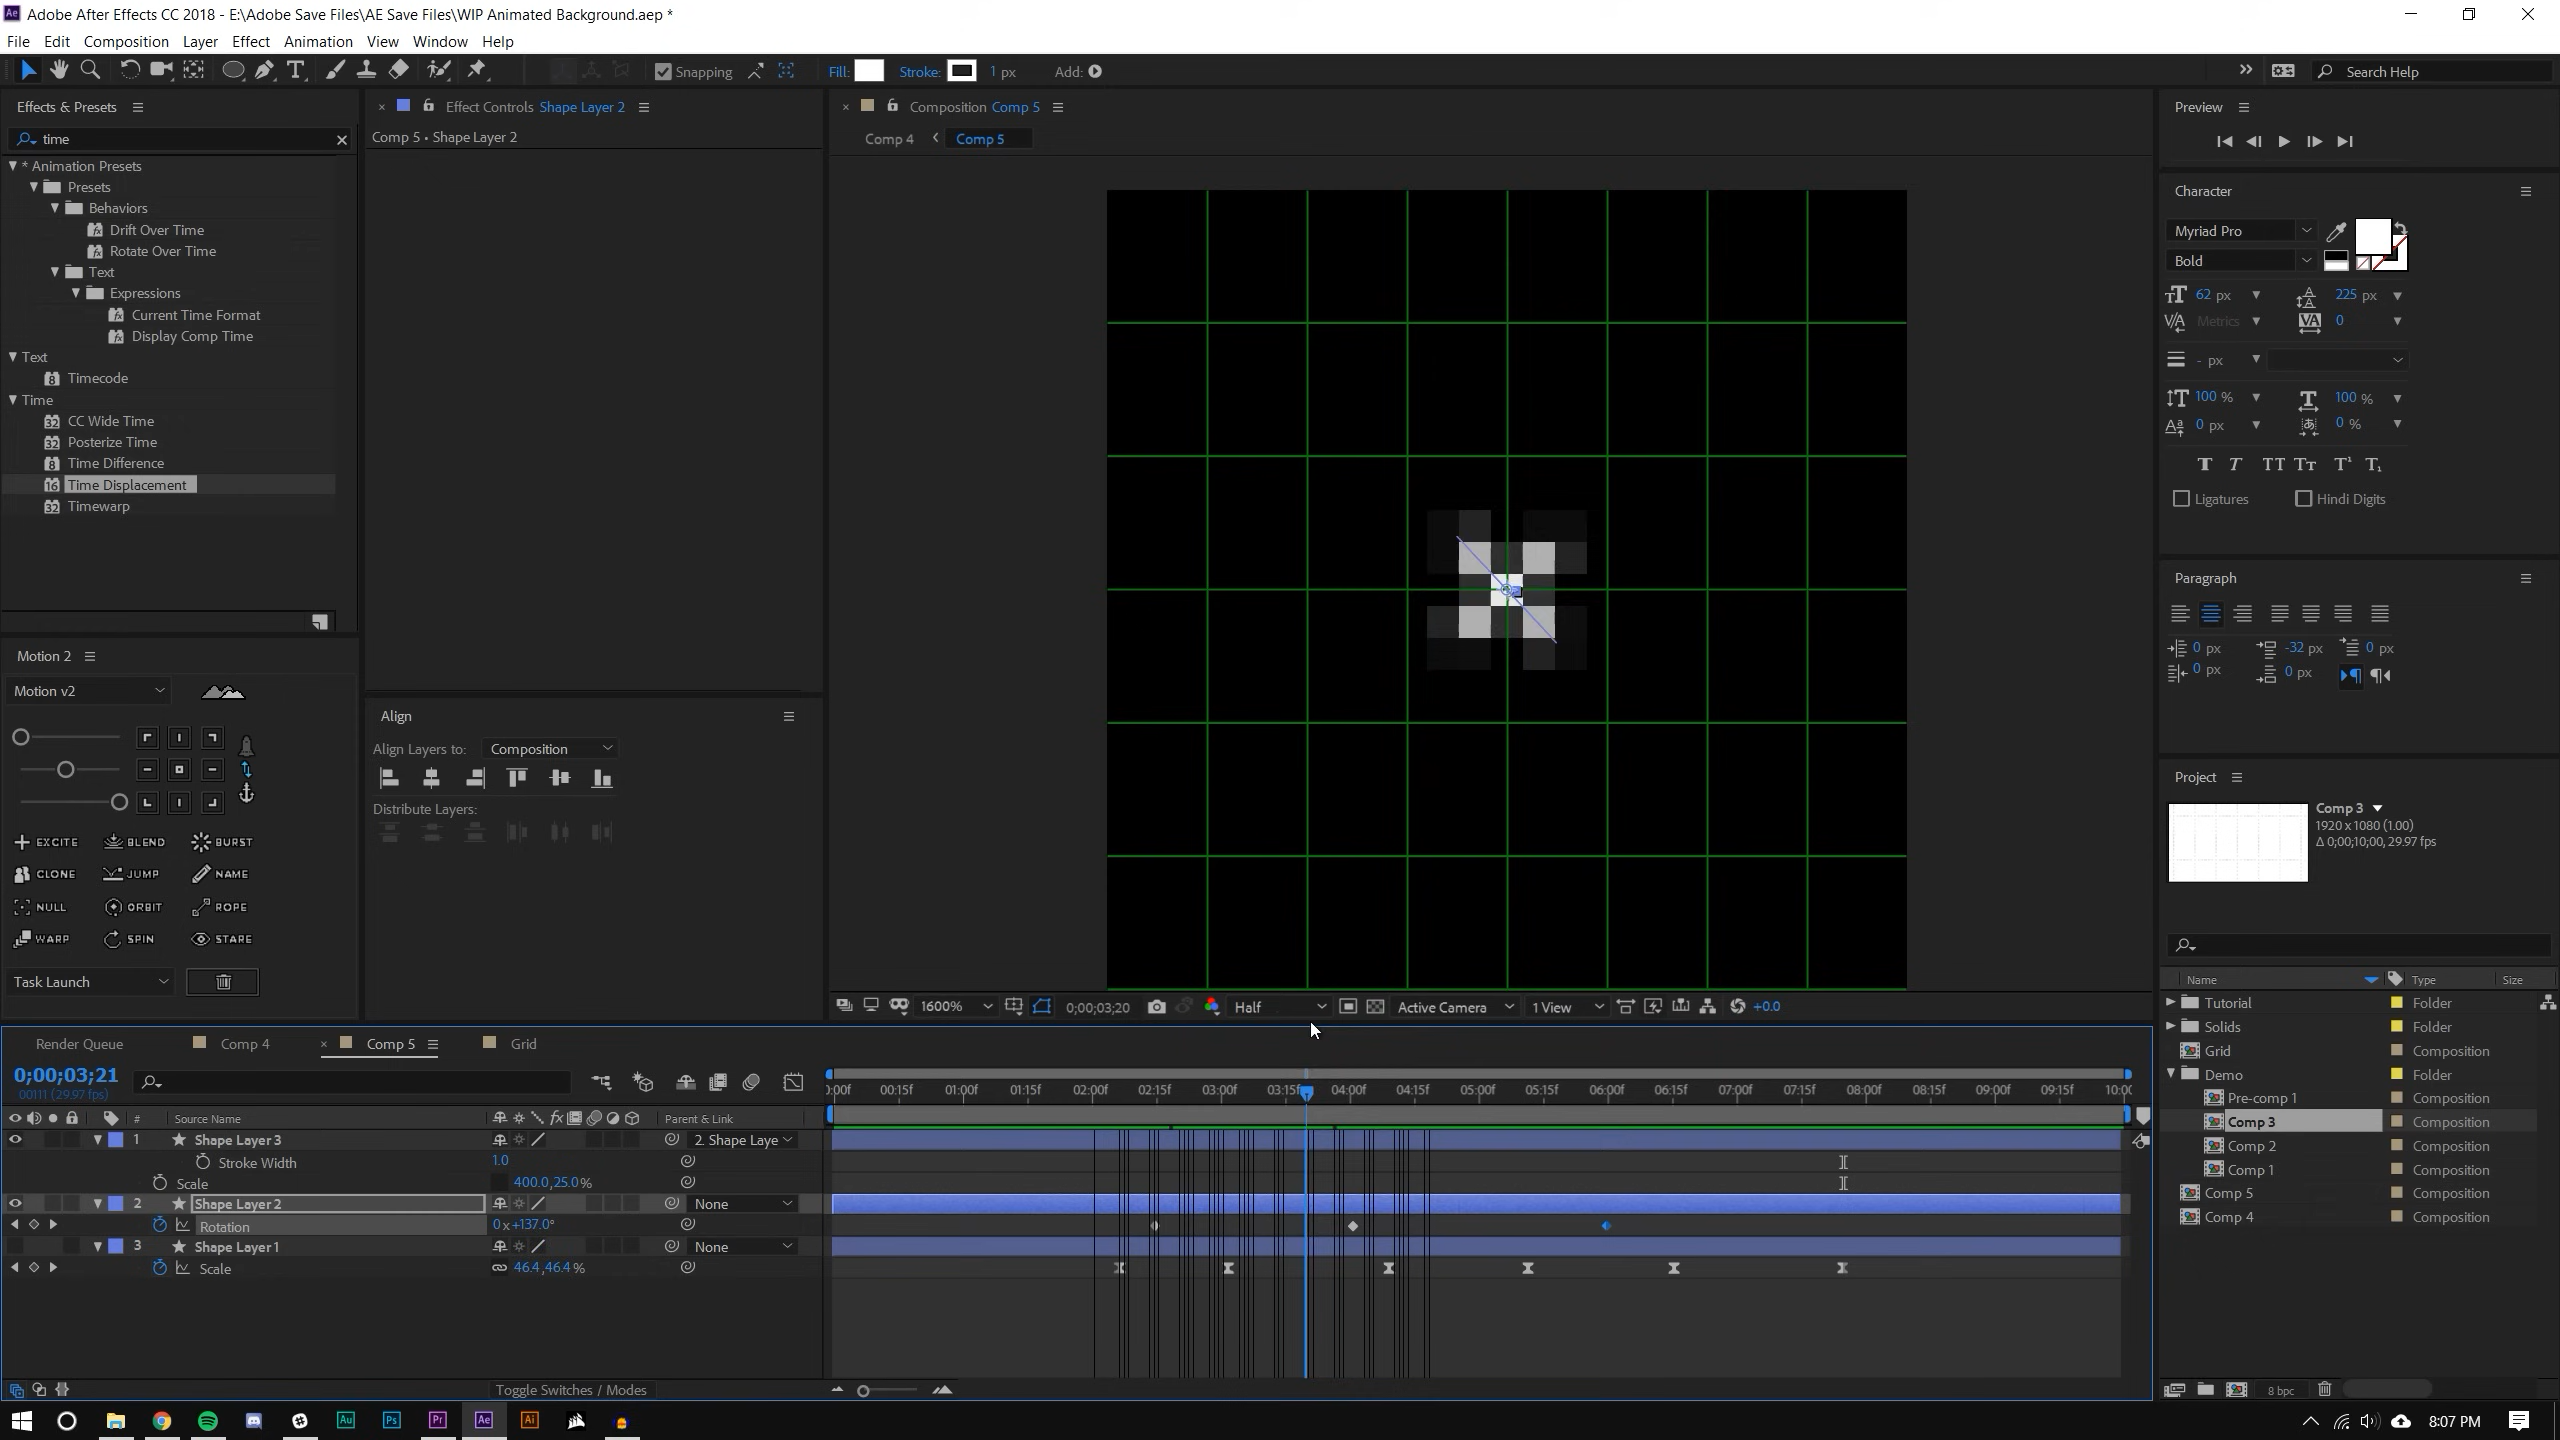 Adobe After Effects CC 2018 - E:\Adobe Save Files\AE Save Files\WIP Animated Background.aep *
File Edit Composition Layer Effect Animation View Window Help
Snapping Fill: Stroke: 1 px Add: Search Help
Effects & Presets
time
* Animation Presets
Presets
Behaviors
Drift Over Time
Rotate Over Time
Text
Expressions
Current Time Format
Display Comp Time
Text
Timecode
Time
CC Wide Time
Posterize Time
Time Difference
Time Displacement
Timewarp
Motion 2
Motion v2
EXCITE BLEND BURST
CLONE JUMP NAME
NULL ORBIT ROPE
WARP SPIN STARE
Task Launch
Effect Controls Shape Layer 2
Comp 5 • Shape Layer 2
Align
Align Layers to: Composition
Distribute Layers:
Composition Comp 5
Comp 4 Comp 5
1600% 0;00;03;20 Half Active Camera 1 View +0.0
Preview
Character
Myriad Pro
Bold
62 px 225 px
Metrics 0
- px
100 % 100 %
0 px 0 %
Ligatures Hindi Digits
Paragraph
0 px -32 px 0 px
0 px 0 px
Project
Comp 3
1920 x 1080 (1.00)
Δ 0;00;10;00, 29.97 fps
Name Type Size
Tutorial Folder
Solids Folder
Grid Composition
Demo Folder
Pre-comp 1 Composition
Comp 3 Composition
Comp 2 Composition
Comp 1 Composition
Comp 5 Composition
Comp 4 Composition
8 bpc
Render Queue Comp 4 Comp 5 Grid
0;00;03;21
00111 (29.97 fps)
0:00f 00:15f 01:00f 01:15f 02:00f 02:15f 03:00f 03:15f 04:00f 04:15f 05:00f 05:15f 06:00f 06:15f 07:00f 07:15f 08:00f 08:15f 09:00f 09:15f 10:00
# Source Name Parent & Link
1 Shape Layer 3 2. Shape Laye
Stroke Width 1.0
Scale 400.0,25.0%
2 Shape Layer 2 None
Rotation 0x+137.0°
3 Shape Layer 1 None
Scale 46.4,46.4%
Toggle Switches / Modes
Au Ps Pr Ae Ai 8:07 PM